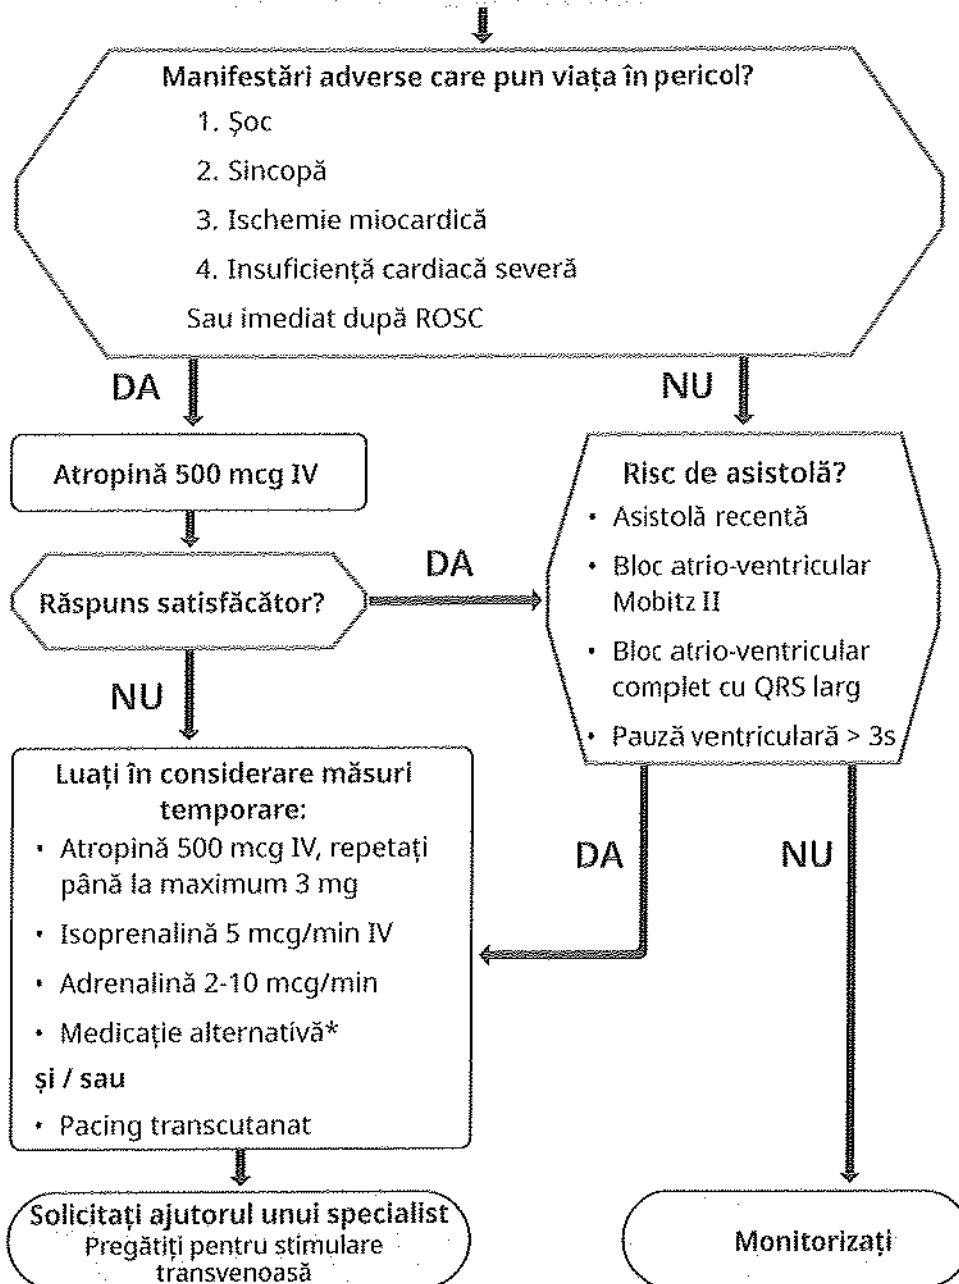 Manifestări adverse care pun viața în pericol?
1. Șoc
2. Sincopă
3. Ischemie miocardică
4. Insuficiență cardiacă severă
Sau imediat după ROSC
DA
NU
Atropină 500 mcg IV
Răspuns satisfăcător?
DA
NU
Risc de asistolă?
• Asistolă recentă
• Bloc atrio-ventricular
Mobitz II
• Bloc atrio-ventricular
complet cu QRS larg
• Pauză ventriculară > 3s
DA
NU
Luați în considerare măsuri
temporare:
• Atropină 500 mcg IV, repetați
până la maximum 3 mg
• Isoprenalină 5 mcg/min IV
• Adrenalină 2-10 mcg/min
• Medicație alternativă*
și / sau
• Pacing transcutanat
Solicitați ajutorul unui specialist
Pregătiți pentru stimulare
transvenoasă
Monitorizați